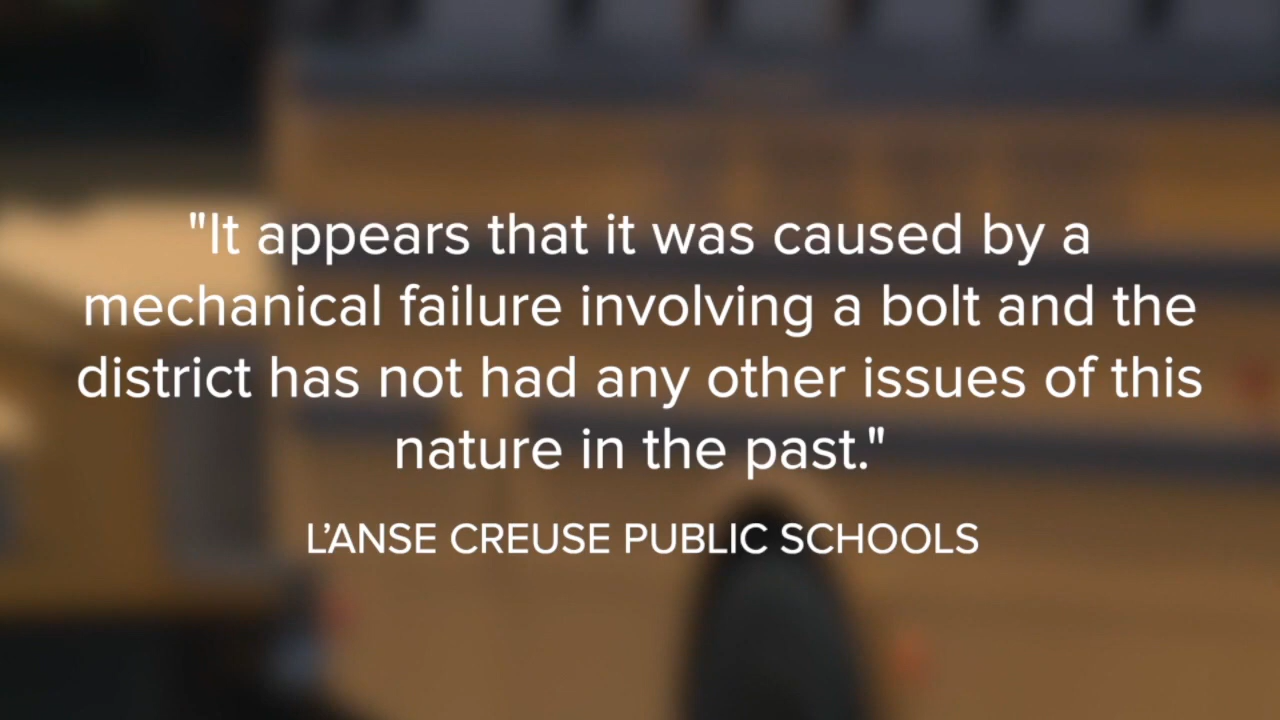 "It appears that it was caused by a
mechanical failure involving a bolt and the
district has not had any other issues of this
nature in the past."
L’ANSE CREUSE PUBLIC SCHOOLS